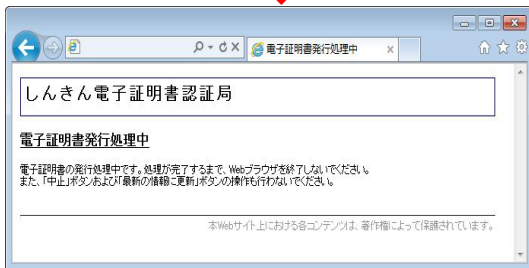 電子証明書発行処理中
しんきん電子証明書認証局
電子証明書発行処理中
電子証明書の発行処理中です。処理が完了するまで、Webブラウザを終了しないでください。
また、「中止」ボタンおよび「最新の情報に更新」ボタンの操作も行わないでください。
本Webサイト上における各コンテンツは、著作権によって保護されています。